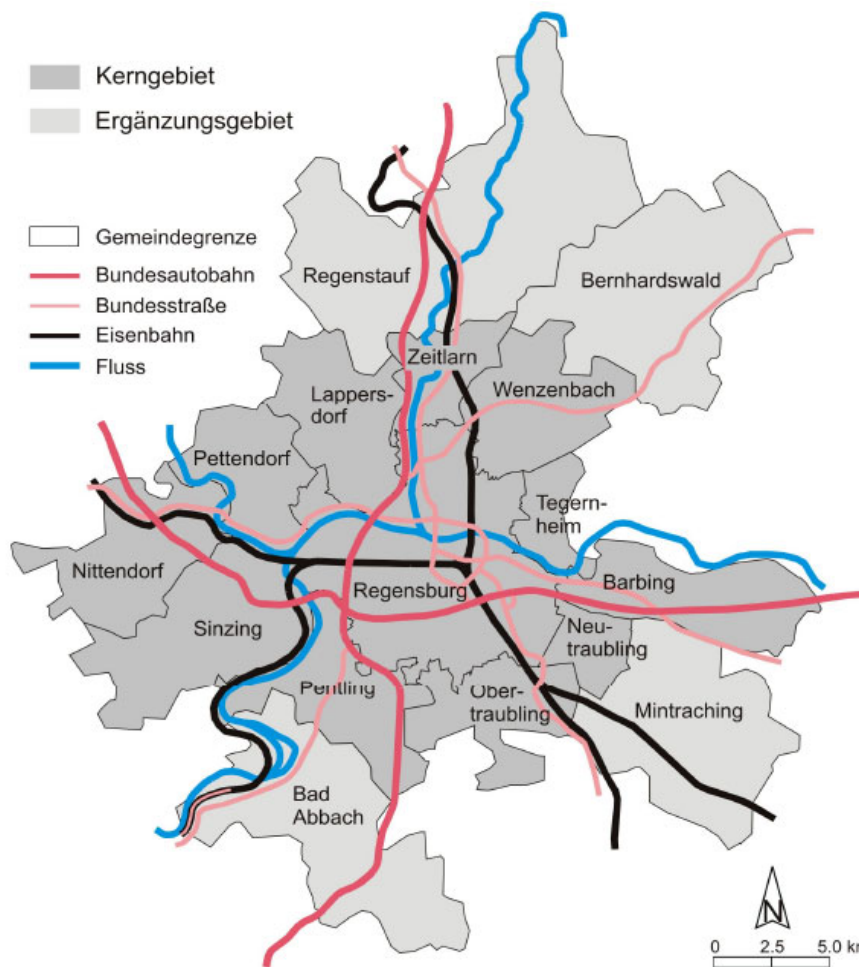 Kerngebiet
Ergänzungsgebiet
Gemeindegrenze
Bundesautobahn
Bundesstraße
Eisenbahn
Fluss
Regenstauf
Bernhardswald
Zeitlarn
Lappers-
dorf
Wenzenbach
Pettendorf
Tegern-
heim
Nittendorf
Regensburg
Barbing
Sinzing
Neu-
traubling
Pentling
Ober-
traubling
Mintraching
Bad
Abbach
N
0 2.5 5.0 km